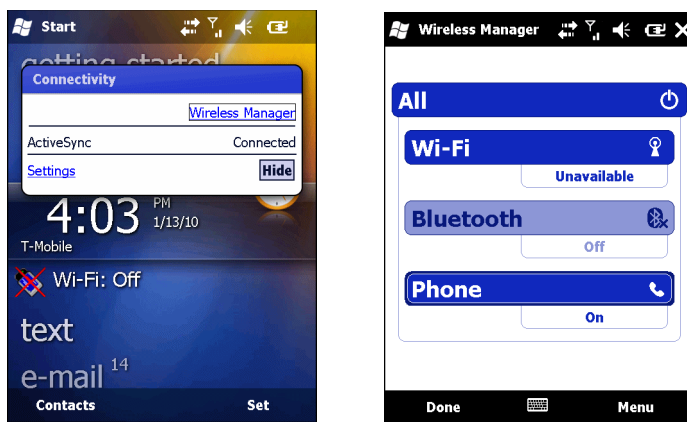 Start
getting started
Connectivity
Wireless Manager
ActiveSync Connected
Settings Hide
4:03 PM 1/13/10
T-Mobile
Wi-Fi: Off
text
e-mail 14
Contacts Set
Wireless Manager
All
Wi-Fi
Unavailable
Bluetooth
Off
Phone
On
Done Menu